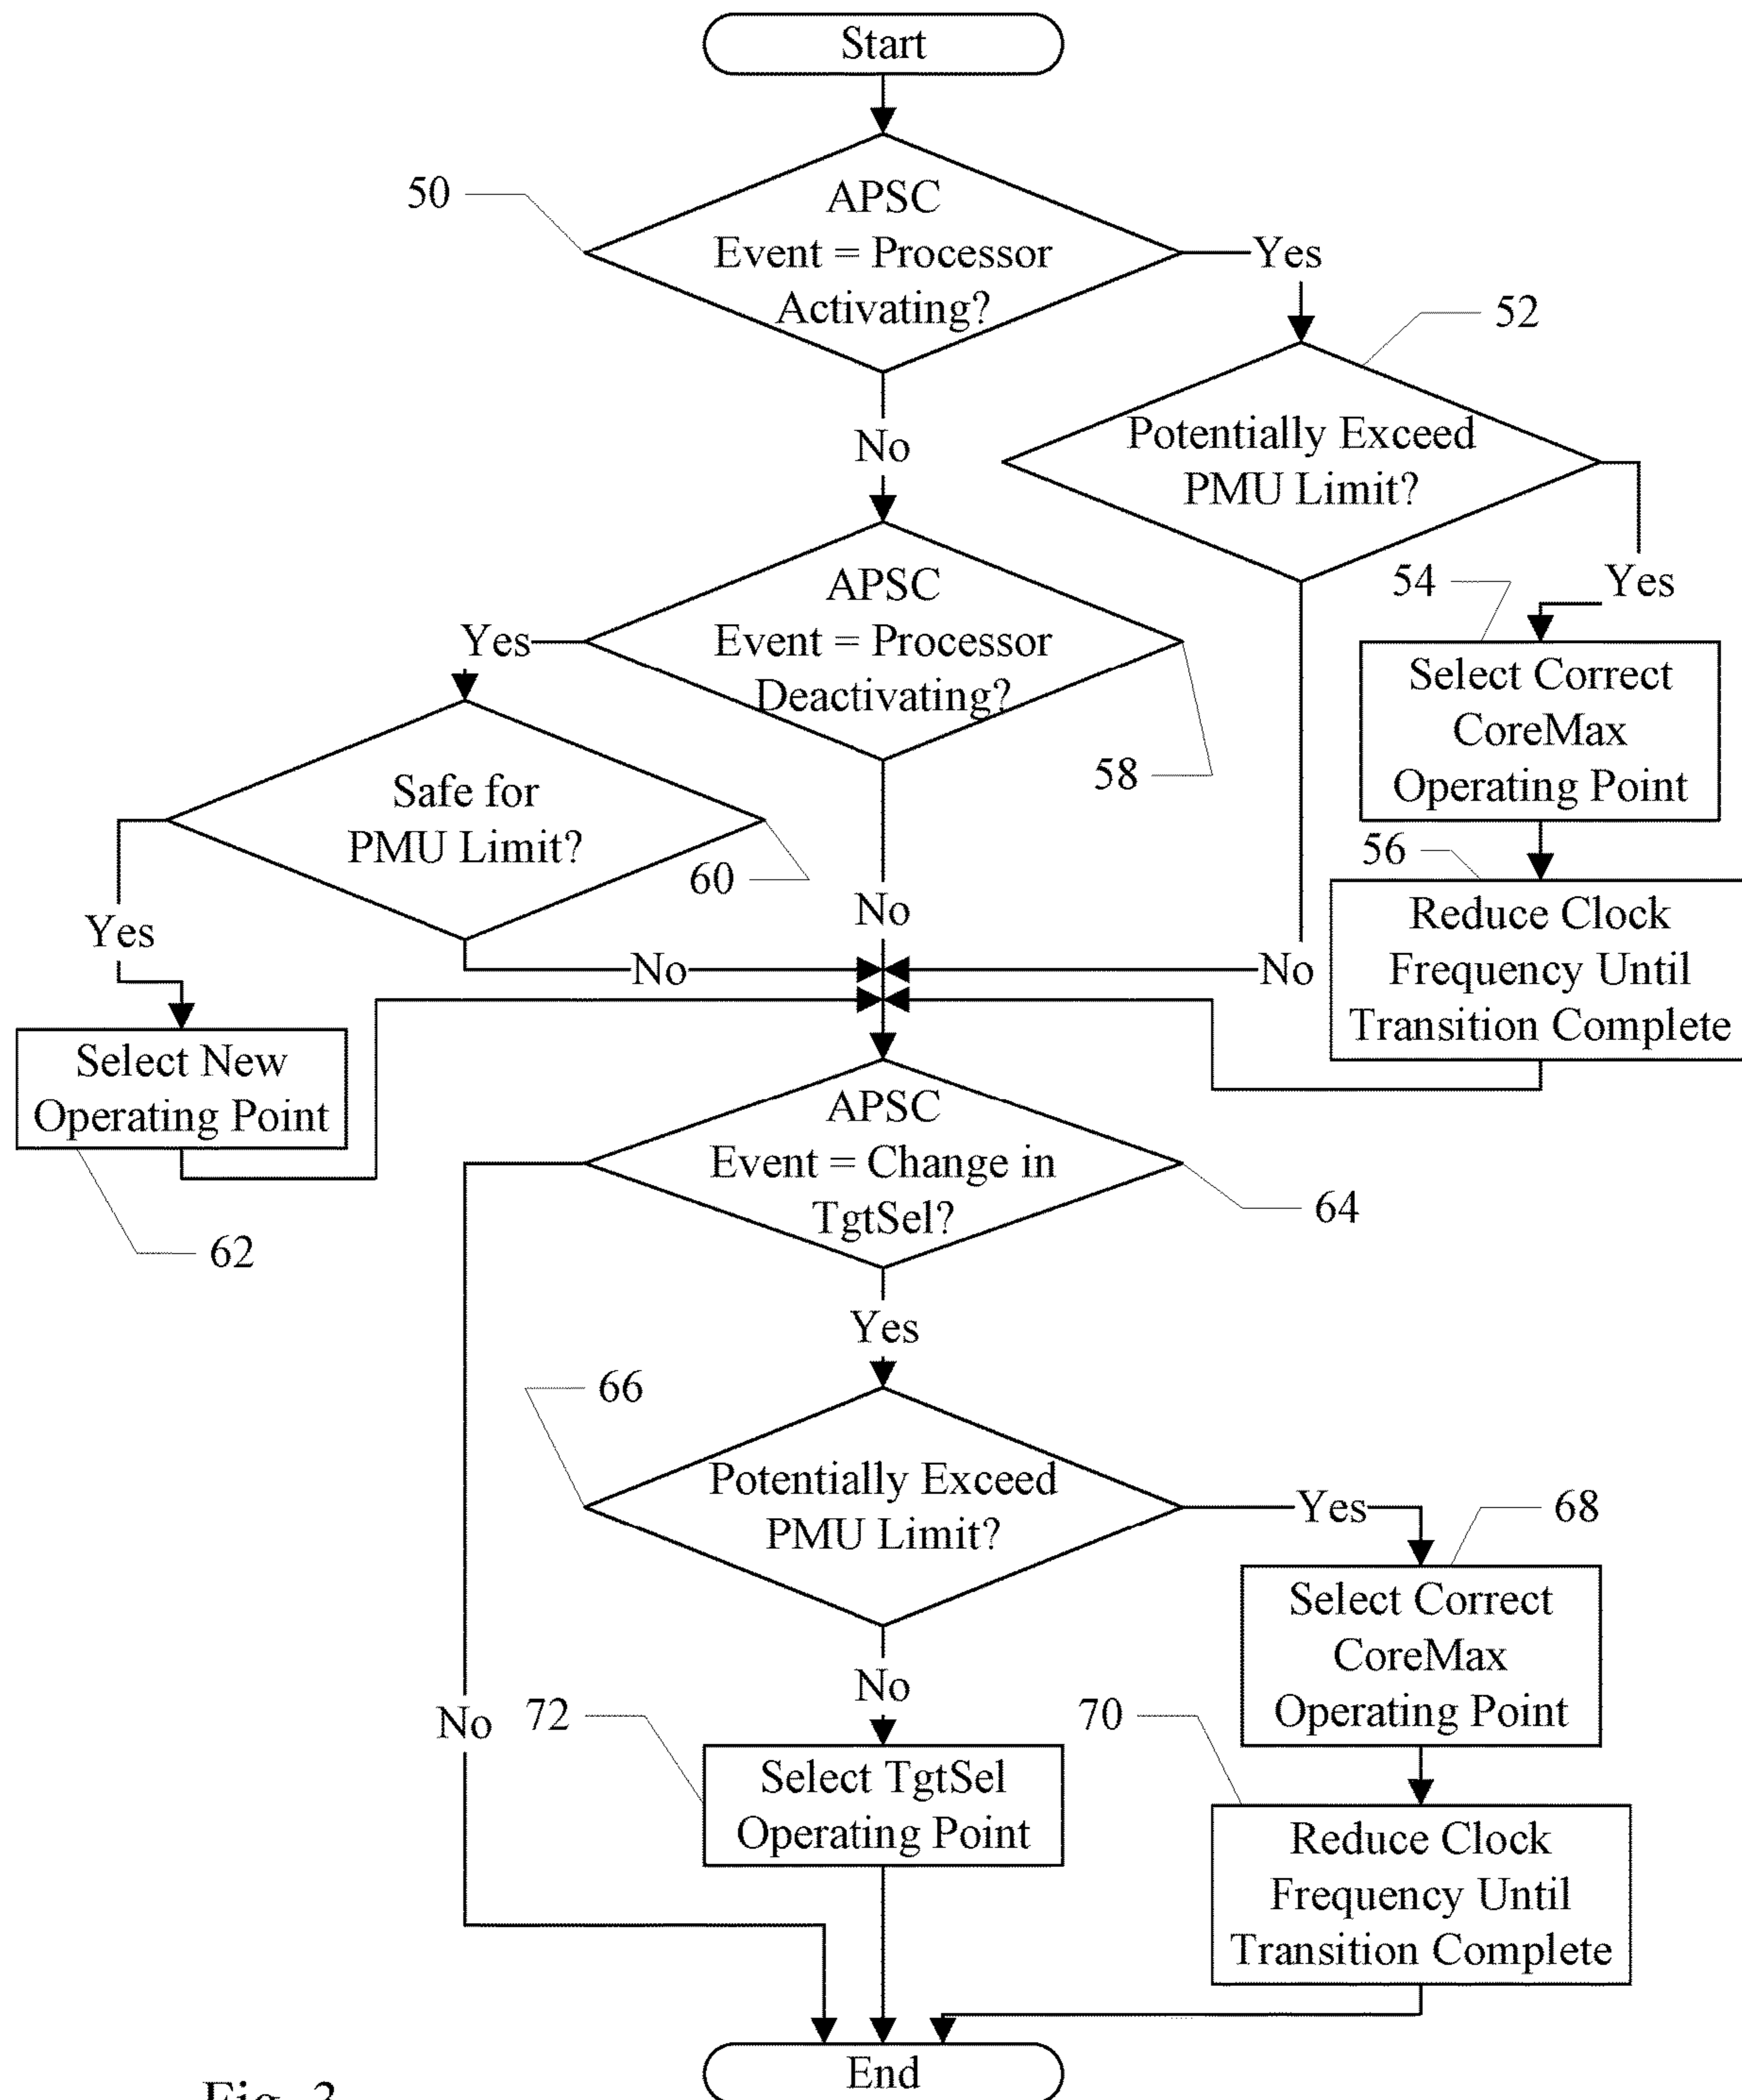 Start
50
APSC
Event = Processor
Activating?
Yes
52
No
Potentially Exceed
PMU Limit?
54
Yes
APSC
Event = Processor
Deactivating?
Yes
58
Select Correct
CoreMax
Operating Point
Safe for
PMU Limit?
60
56
No
Yes
Reduce Clock
Frequency Until
Transition Complete
No
No
Select New
Operating Point
62
APSC
Event = Change in
TgtSel?
64
Yes
66
Potentially Exceed
PMU Limit?
Yes
68
Select Correct
CoreMax
Operating Point
No
No
72
70
Select TgtSel
Operating Point
Reduce Clock
Frequency Until
Transition Complete
End
Fig. 3